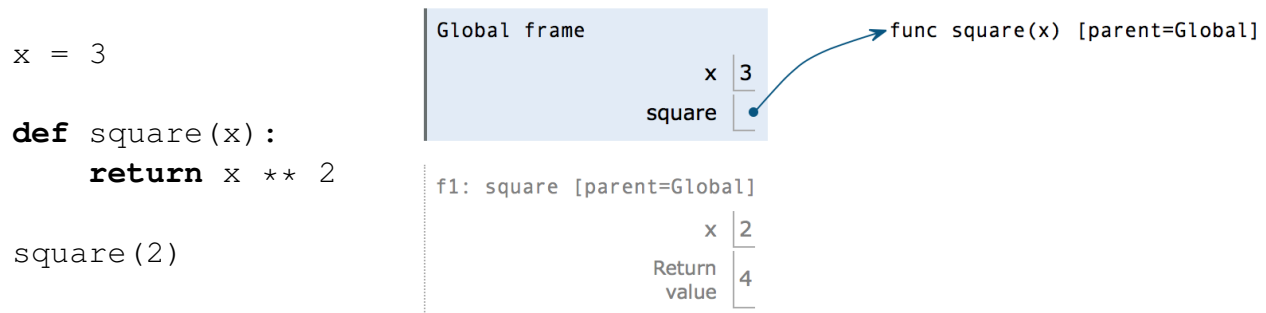 x = 3
def square(x):
    return x ** 2
square(2)
Global frame
x 3
square
func square(x) [parent=Global]
f1: square [parent=Global]
x 2
Return
value 4